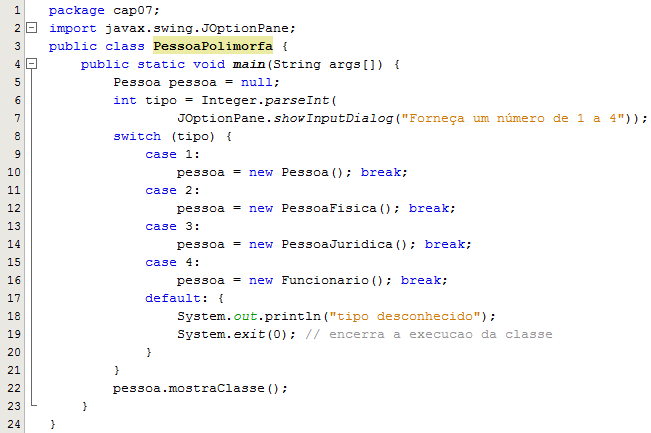 1 package cap07;
2 import javax.swing.JOptionPane;
3 public class PessoaPolimorfa {
4     public static void main(String args[]) {
5         Pessoa pessoa = null;
6         int tipo = Integer.parseInt(
7                 JOptionPane.showInputDialog("Forneça um número de 1 a 4"));
8         switch (tipo) {
9             case 1:
10                 pessoa = new Pessoa(); break;
11             case 2:
12                 pessoa = new PessoaFisica(); break;
13             case 3:
14                 pessoa = new PessoaJuridica(); break;
15             case 4:
16                 pessoa = new Funcionario(); break;
17             default: {
18                 System.out.println("tipo desconhecido");
19                 System.exit(0); // encerra a execucao da classe
20             }
21         }
22         pessoa.mostraClasse();
23     }
24 }